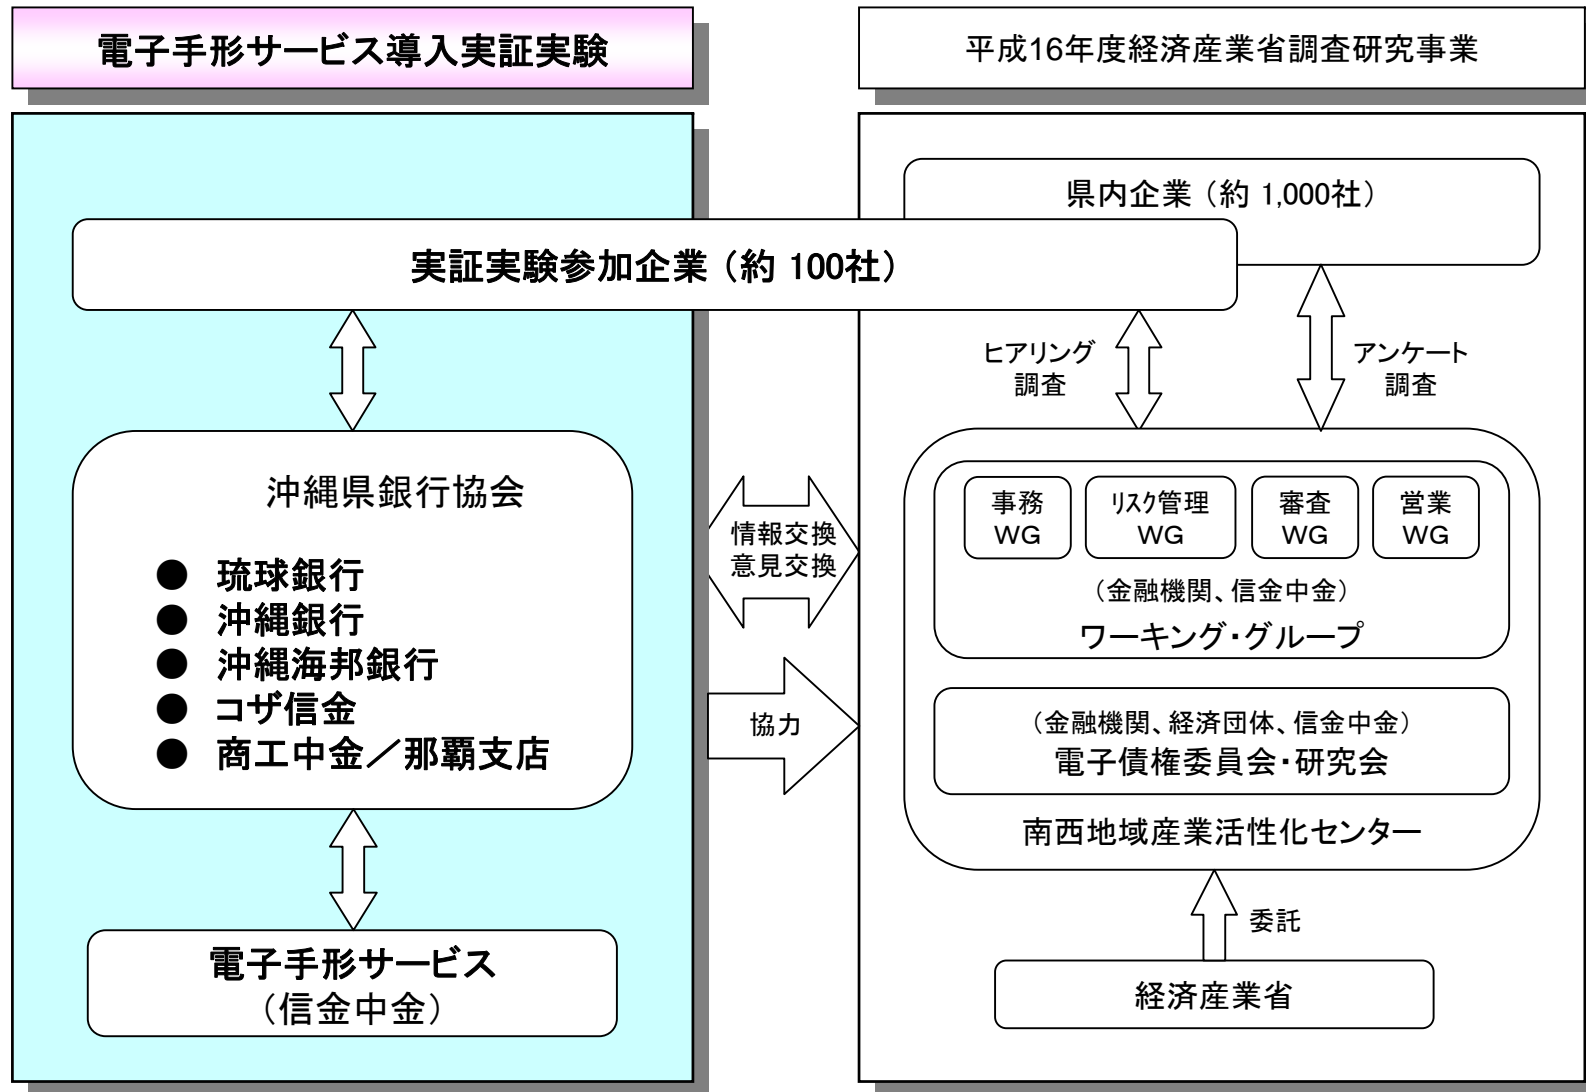 電子手形サービス導入実証実験
平成16年度経済産業省調査研究事業
県内企業（約 1,000社）
実証実験参加企業（約 100社）
ヒアリング
調査
アンケート
調査
沖縄県銀行協会
● 琉球銀行
● 沖縄銀行
● 沖縄海邦銀行
● コザ信金
● 商工中金／那覇支店
情報交換
意見交換
協力
事務
WG
リスク管理
WG
審査
WG
営業
WG
（金融機関、信金中金）
ワーキング・グループ
（金融機関、経済団体、信金中金）
電子債権委員会・研究会
南西地域産業活性化センター
委託
経済産業省
電子手形サービス
（信金中金）